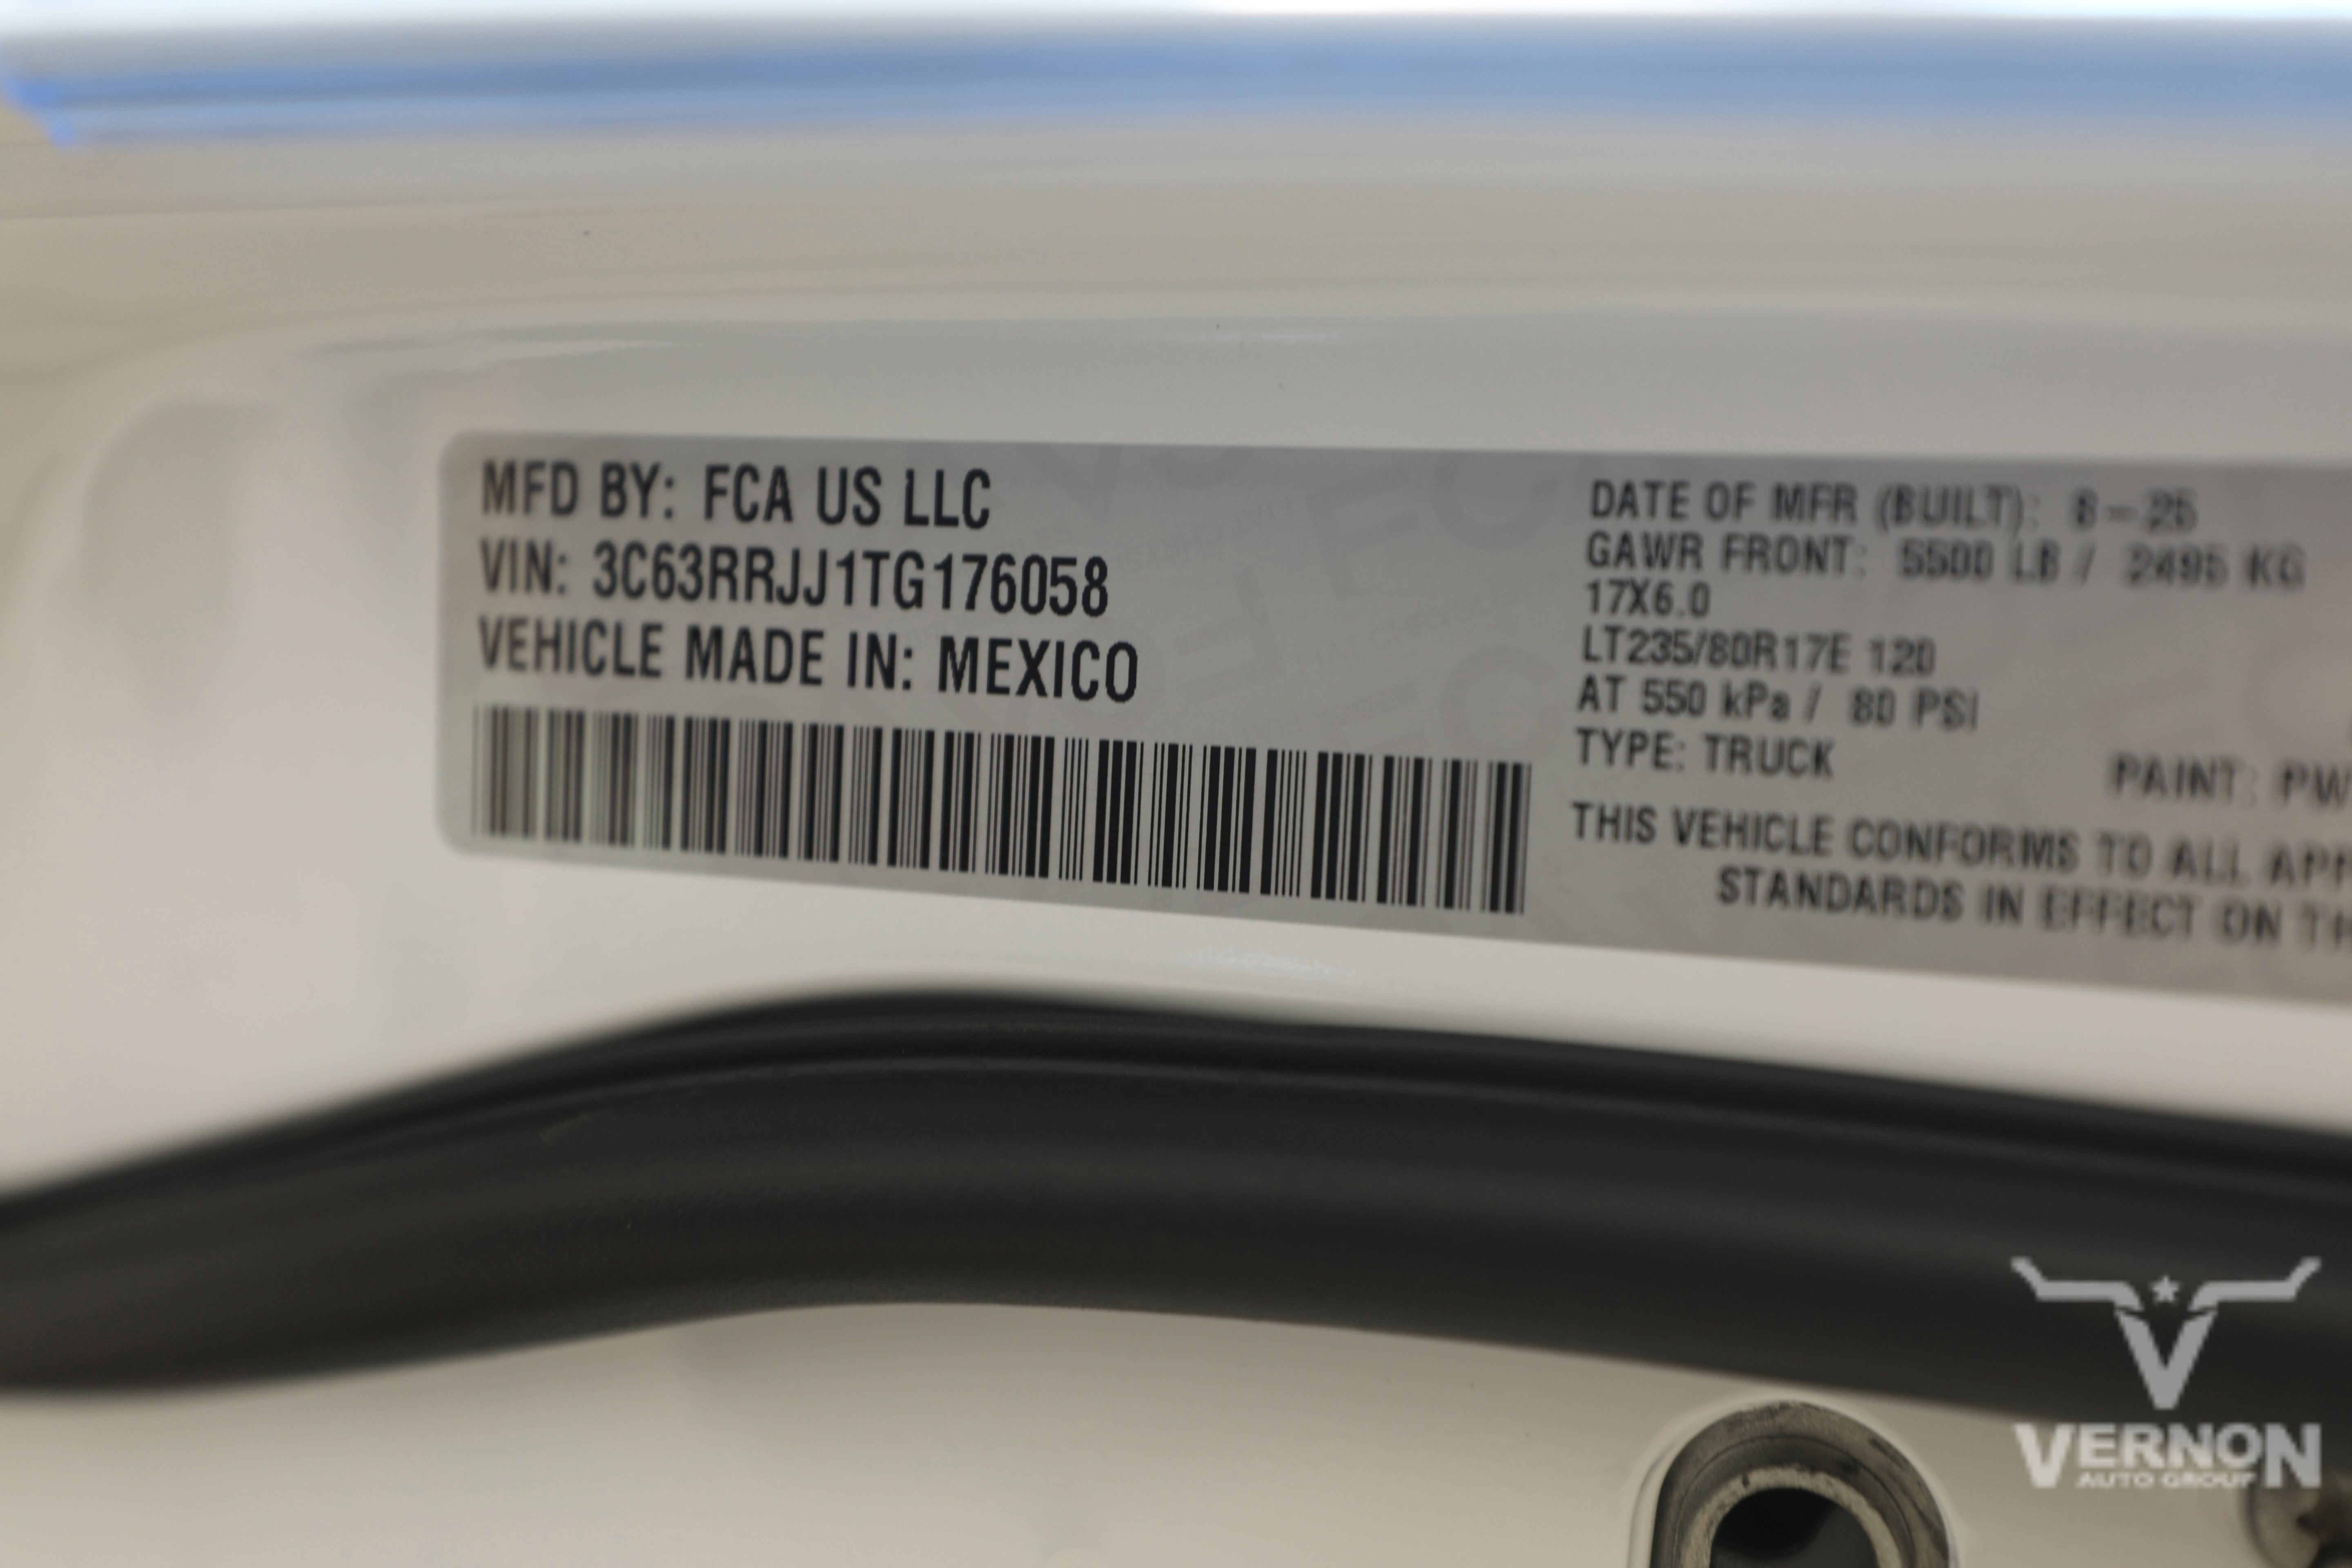 MFD BY: FCA US LLC
VIN: 3C63RRJJ1TG176058
VEHICLE MADE IN: MEXICO
DATE OF MFR (BUILT): 8-25
GAWR FRONT: 5500 LB / 2495 KG
17X6.0
LT235/80R17E 120
AT 550 kPa / 80 PSI
TYPE: TRUCK PAINT: PW
THIS VEHICLE CONFORMS TO ALL
STANDARDS IN EFFECT ON
VERNON
AUTO GROUP